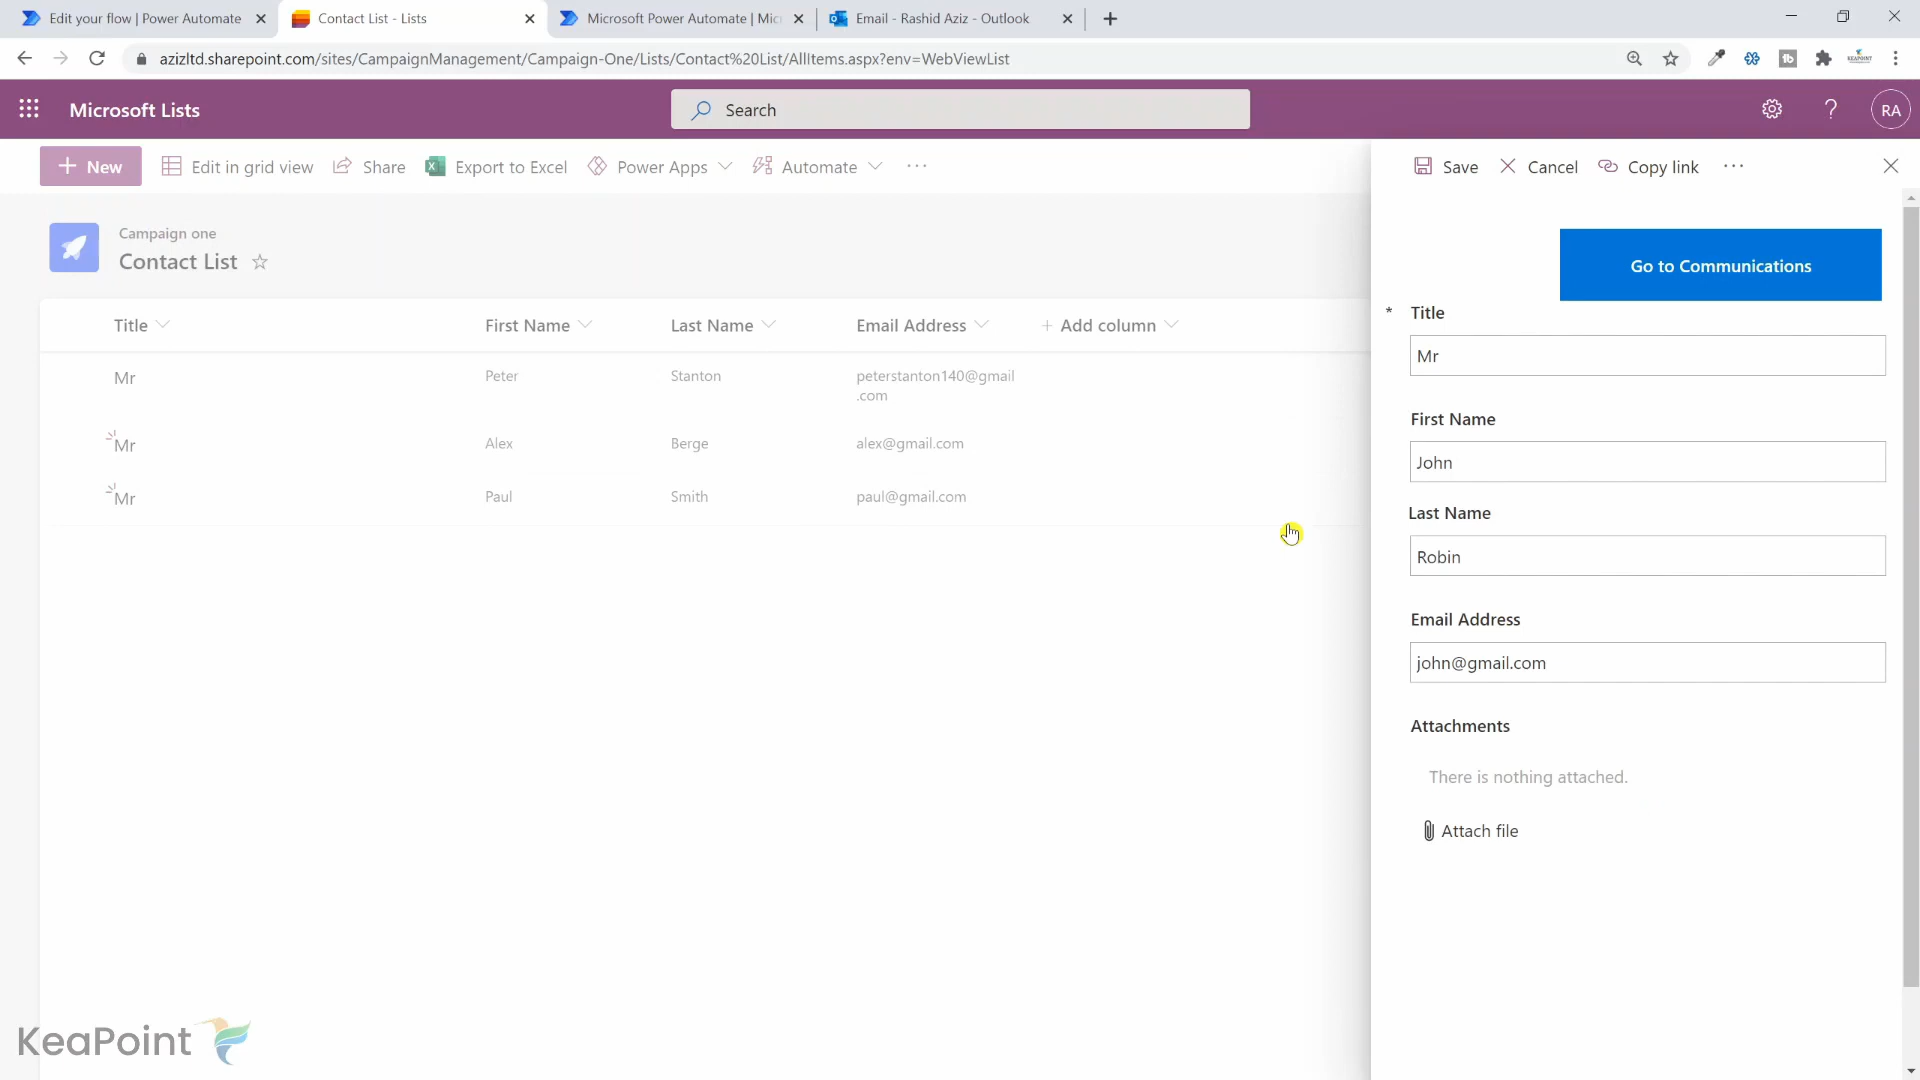 Edit your flow | Power Automate
Contact List - Lists
Microsoft Power Automate | Mic
Email - Rashid Aziz - Outlook
azizltd.sharepoint.com/sites/CampaignManagement/Campaign-One/Lists/Contact%20List/AllItems.aspx?env=WebViewList
Microsoft Lists
Search
RA
New
Edit in grid view
Share
Export to Excel
Power Apps
Automate
Save
Cancel
Copy link
Campaign one
Contact List
Title
First Name
Last Name
Email Address
+ Add column
Mr
Peter
Stanton
peterstanton140@gmail
.com
Mr
Alex
Berge
alex@gmail.com
Mr
Paul
Smith
paul@gmail.com
Go to Communications
* Title
Mr
First Name
John
Last Name
Robin
Email Address
john@gmail.com
Attachments
There is nothing attached.
Attach file
KeaPoint